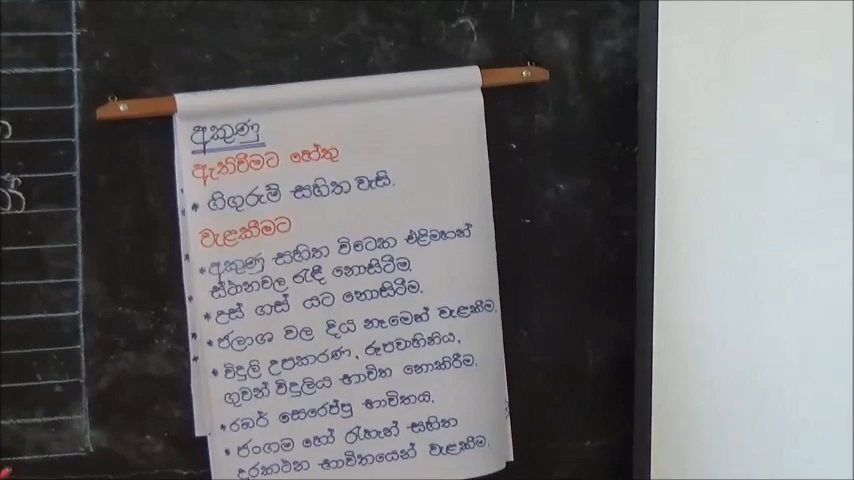 අකුණු
ඇතිවීමට හේතු
* ගිගුරුම් සහිත වැසි.
වැළකීමට
* අකුණු සහිත විටෙක එළිමහන්
ස්ථානවල රැඳී නොසිටීම.
* උස් ගස් යට නොසිටීම.
* ජලාශ වල දිය නෑමෙන් වැළකීම.
* විදුලි උපකරණ, රූපවාහිනිය,
ගුවන් විදුලිය භාවිත නොකිරීම.
* රබර් සෙරෙප්පු භාවිතය.
* ජංගම හෝ රැහැන් සහිත
දුරකථන භාවිතයෙන් වැළකීම.